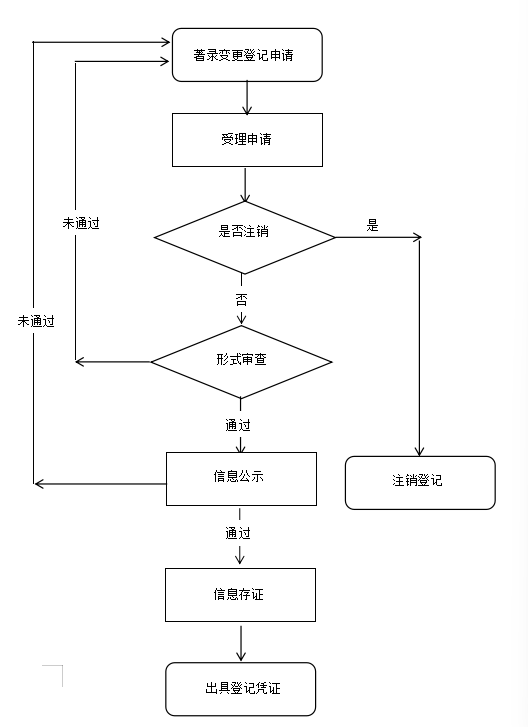 著录变更登记申请
受理申请
未通过
是否注销
是
否
未通过
形式审查
通过
信息公示
注销登记
通过
信息存证
出具登记凭证